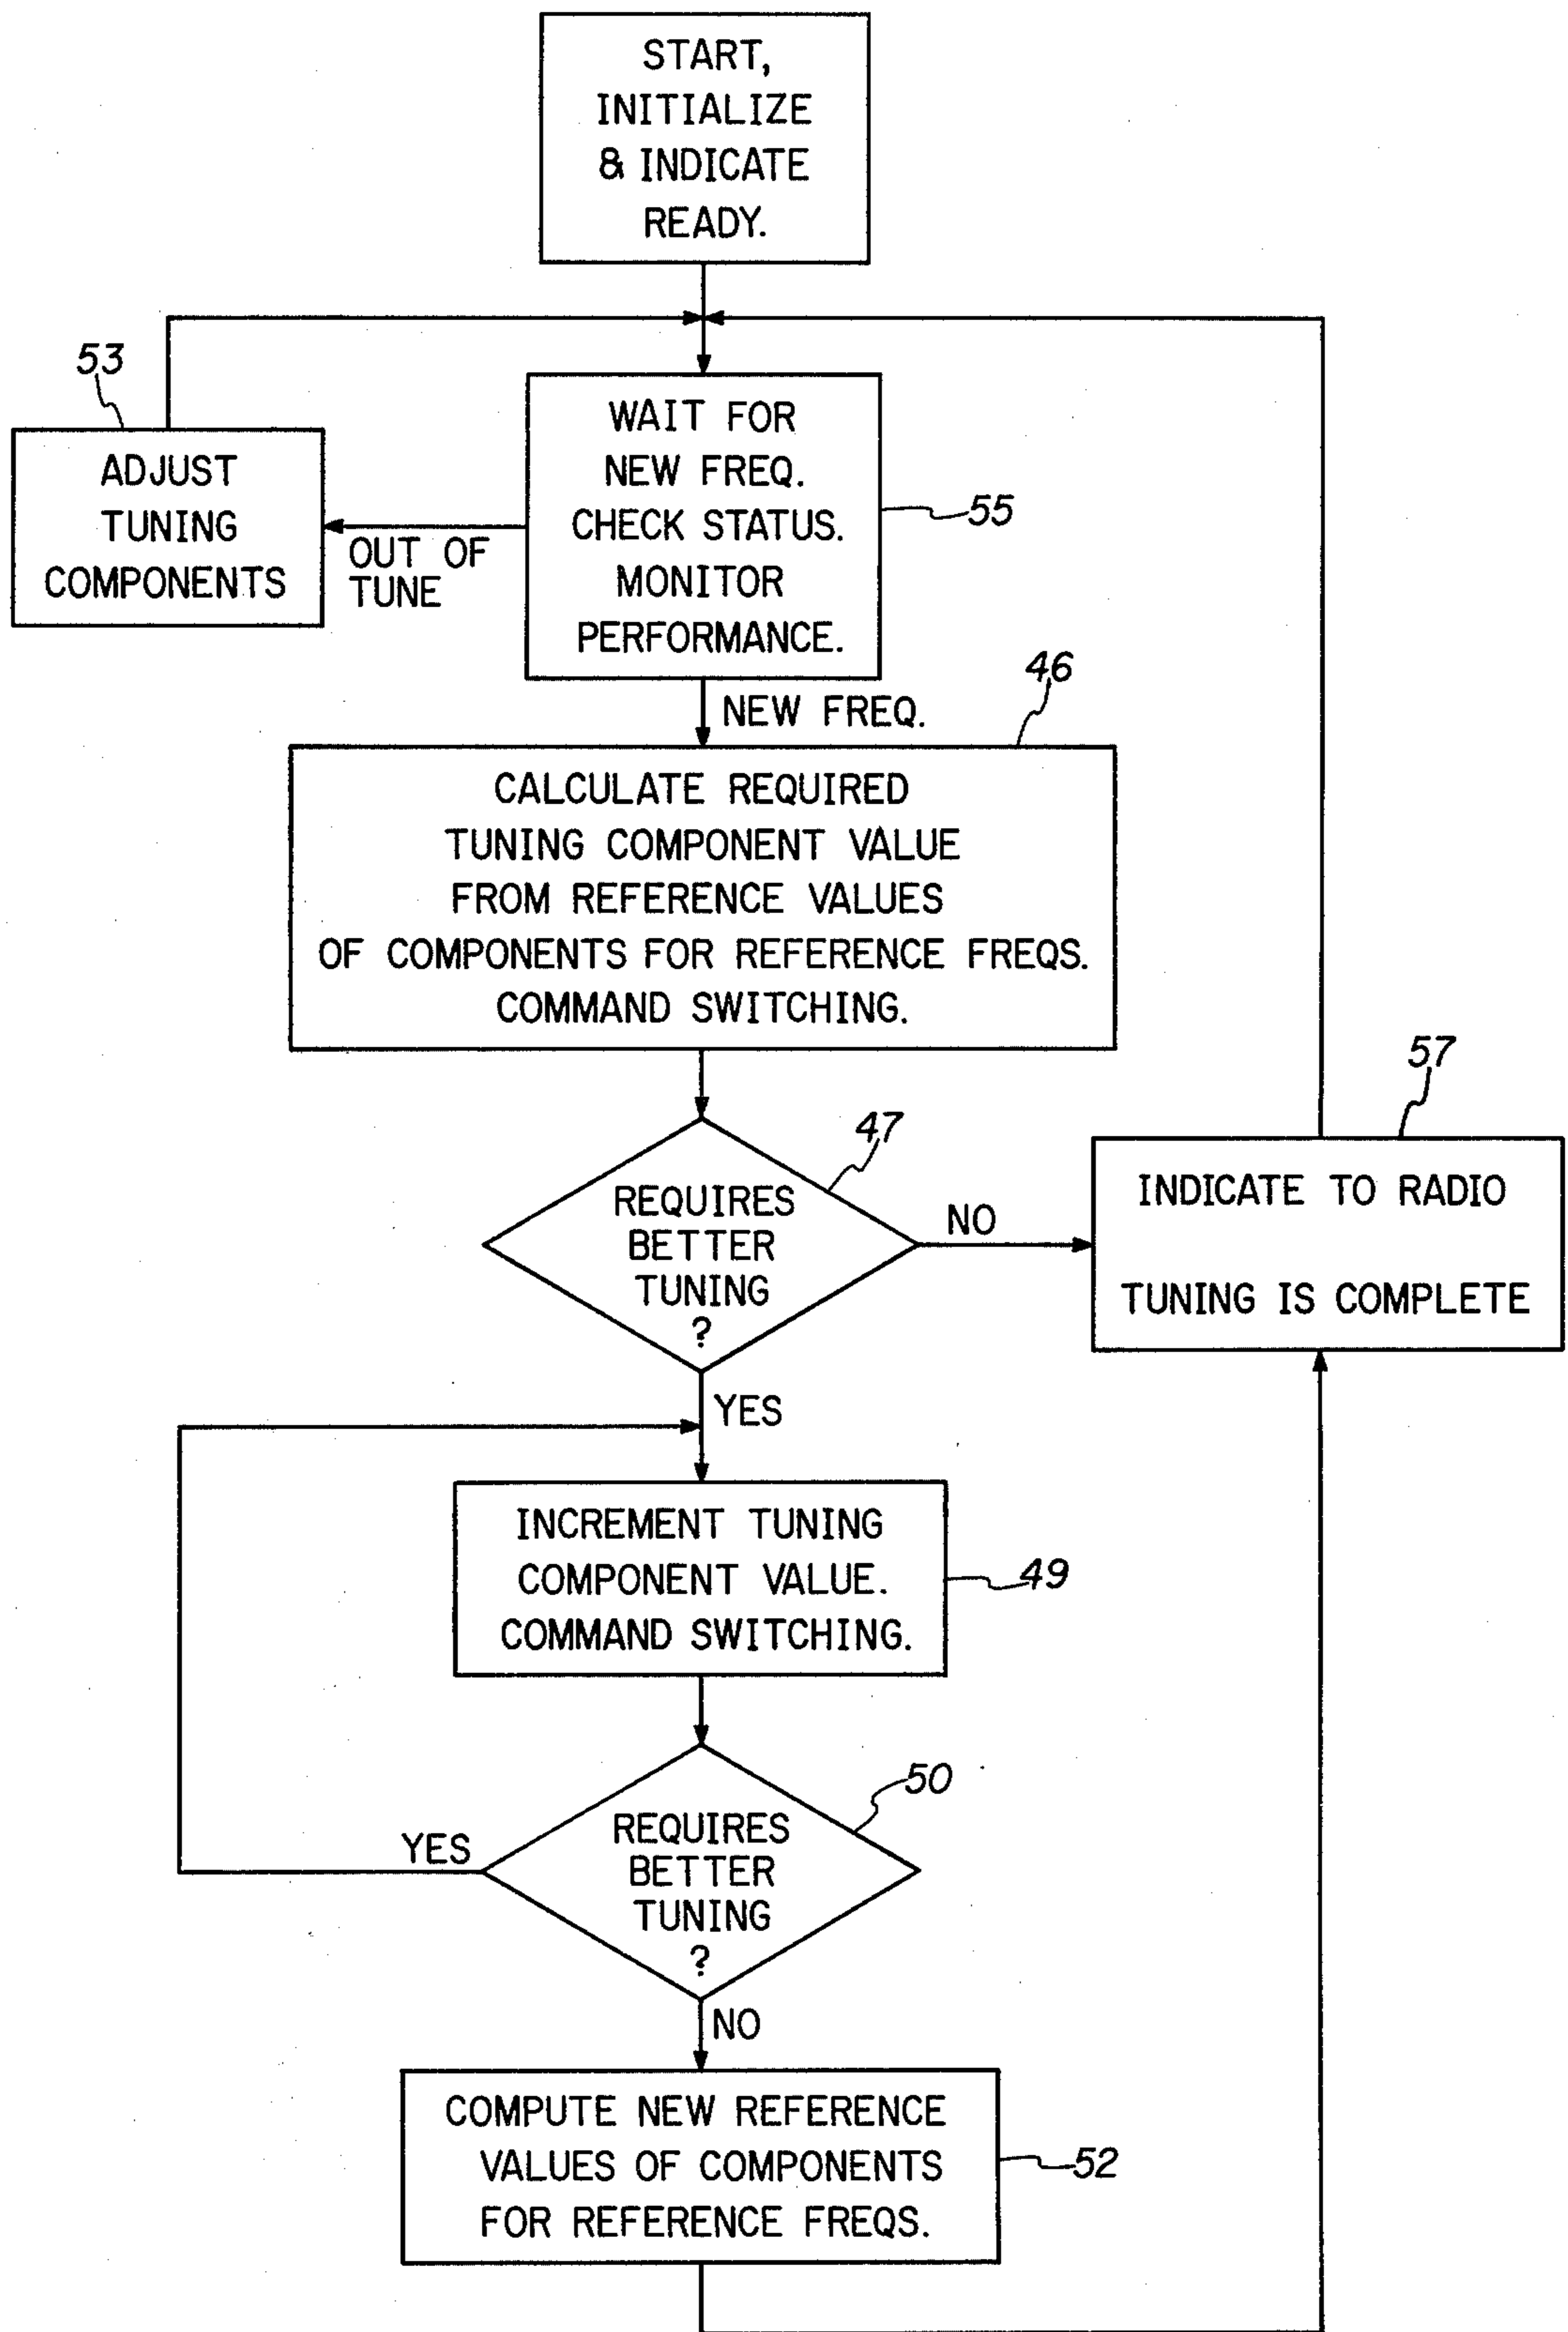 START,
INITIALIZE
& INDICATE
READY.
53
ADJUST
TUNING
COMPONENTS
OUT OF
TUNE
WAIT FOR
NEW FREQ.
CHECK STATUS.
MONITOR
PERFORMANCE.
55
NEW FREQ.
46
CALCULATE REQUIRED
TUNING COMPONENT VALUE
FROM REFERENCE VALUES
OF COMPONENTS FOR REFERENCE FREQS.
COMMAND SWITCHING.
47
REQUIRES
BETTER
TUNING
?
NO
57
INDICATE TO RADIO
TUNING IS COMPLETE
YES
INCREMENT TUNING
COMPONENT VALUE.
COMMAND SWITCHING.
49
50
REQUIRES
BETTER
TUNING
?
YES
NO
COMPUTE NEW REFERENCE
VALUES OF COMPONENTS
FOR REFERENCE FREQS.
52